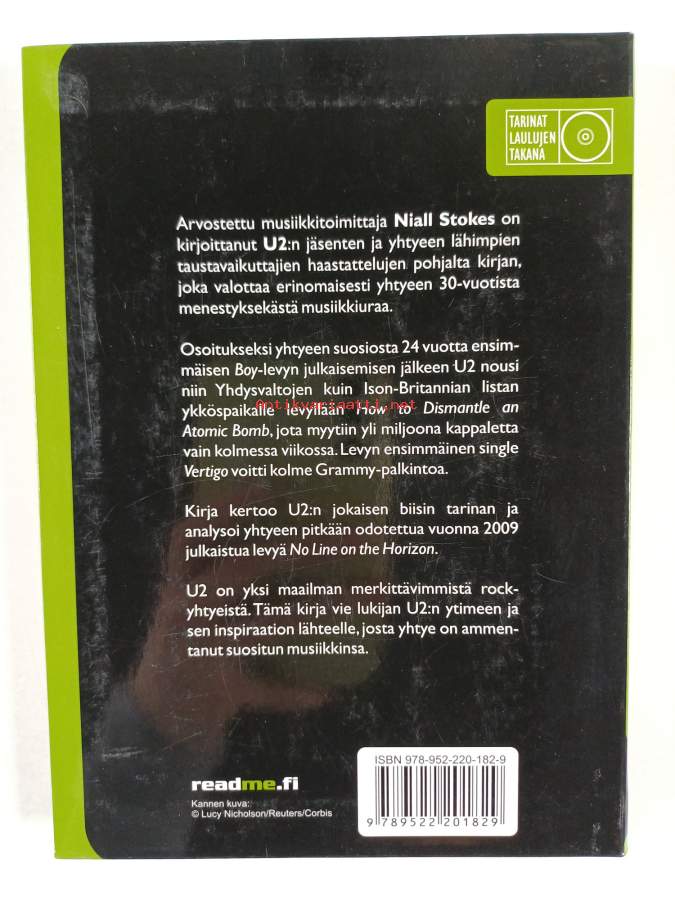 TARINAT
LAULUJEN
TAKANA
Arvostettu musiikkitoimittaja Niall Stokes on
kirjoittanut U2:n jäsenten ja yhtyeen lähimpien
taustavaikuttajien haastattelujen pohjalta kirjan,
joka valottaa erinomaisesti yhtyeen 30-vuotista
menestyksekästä musiikkiuraa.
Osoitukseksi yhtyeen suosiosta 24 vuotta ensim-
mäisen Boy-levyn julkaisemisen jälkeen U2 nousi
niin Yhdysvaltojen kuin Ison-Britannian listan
ykköspaikalle levyllään How to Dismantle an
Antikvariaatti.net
Atomic Bomb, jota myytiin yli miljoona kappaletta
vain kolmessa viikossa. Levyn ensimmäinen single
Vertigo voitti kolme Grammy-palkintoa.
Kirja kertoo U2:n jokaisen biisin tarinan ja
analysoi yhtyeen pitkään odotettua vuonna 2009
julkaistua levyä No Line on the Horizon.
U2 on yksi maailman merkittävimmistä rock-
yhtyeistä. Tämä kirja vie lukijan U2:n ytimeen ja
sen inspiraation lähteelle, josta yhtye on ammen-
tanut suositun musiikkinsa.
readme.fi
Kannen kuva:
© Lucy Nicholson/Reuters/Corbis
ISBN 978-952-220-182-9
9 789522 201829